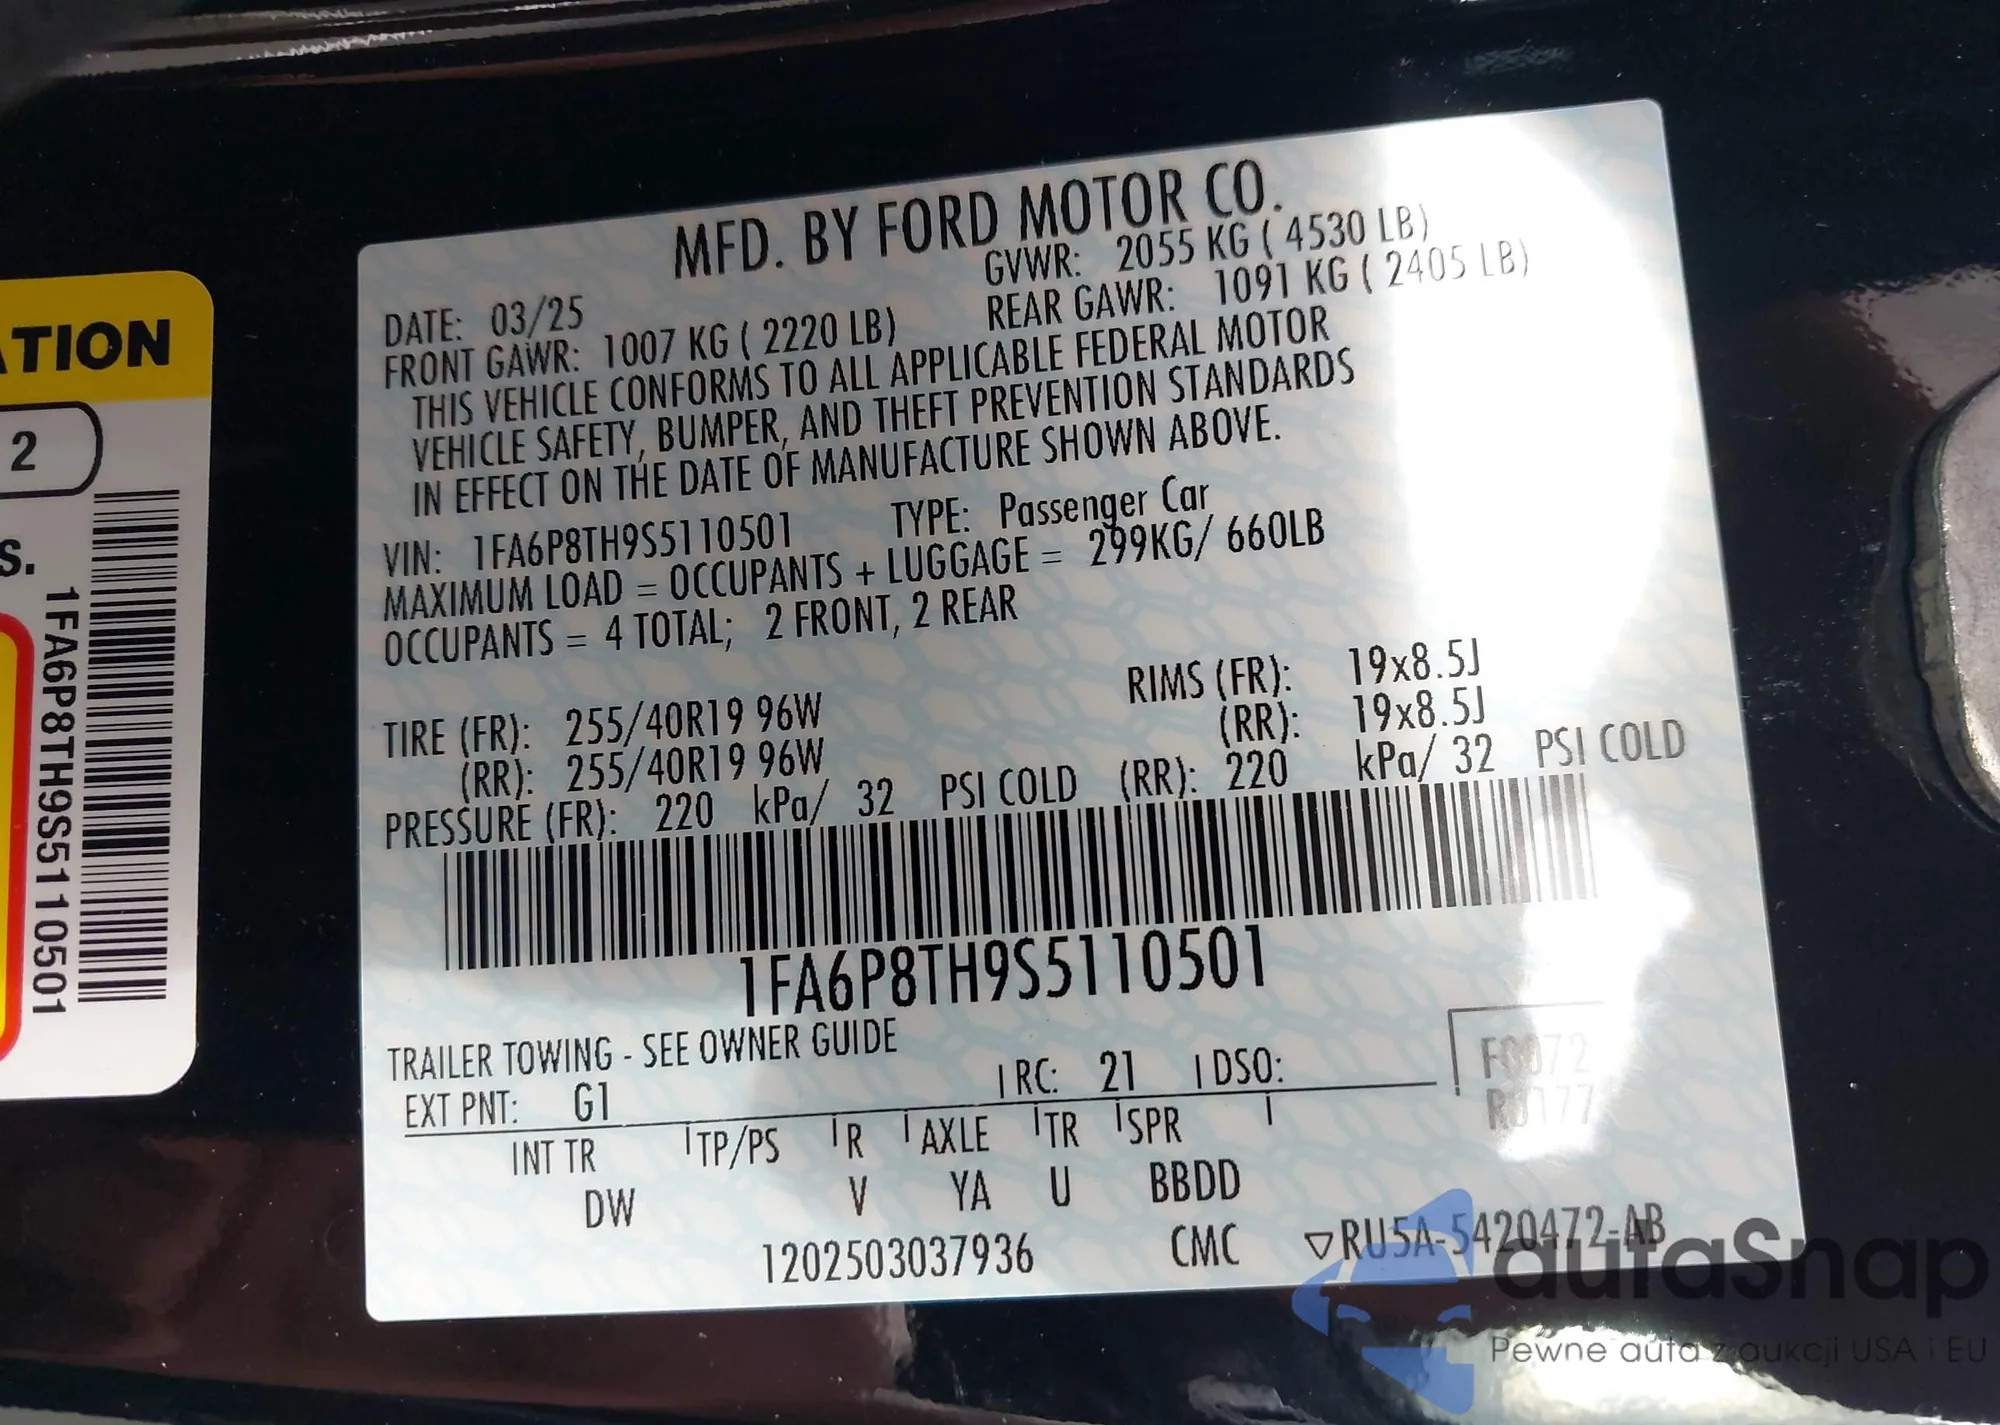 ATION
2
S.
1FA6P8TH9S5110501
MFD. BY FORD MOTOR CO.
DATE: 03/25 GVWR: 2055 KG ( 4530 LB)
FRONT GAWR: 1007 KG ( 2220 LB) REAR GAWR: 1091 KG ( 2405 LB)
THIS VEHICLE CONFORMS TO ALL APPLICABLE FEDERAL MOTOR
VEHICLE SAFETY, BUMPER, AND THEFT PREVENTION STANDARDS
IN EFFECT ON THE DATE OF MANUFACTURE SHOWN ABOVE.
VIN: 1FA6P8TH9S5110501 TYPE: Passenger Car
MAXIMUM LOAD = OCCUPANTS + LUGGAGE = 299KG/ 660LB
OCCUPANTS = 4 TOTAL; 2 FRONT, 2 REAR
TIRE (FR): 255/40R19 96W RIMS (FR): 19x8.5J
(RR): 255/40R19 96W (RR): 19x8.5J
PRESSURE (FR): 220 kPa/ 32 PSI COLD (RR): 220 kPa/ 32 PSI COLD
1FA6P8TH9S5110501
TRAILER TOWING - SEE OWNER GUIDE
EXT PNT: G1 RC: 21 DSO:
F0072
R0177
INT TR TP/PS R AXLE TR SPR
DW V YA U BBDD
1202503037936 CMC ▽RU5A-5420472-AB
autaSnap
Pewne auta z aukcji USA i EU